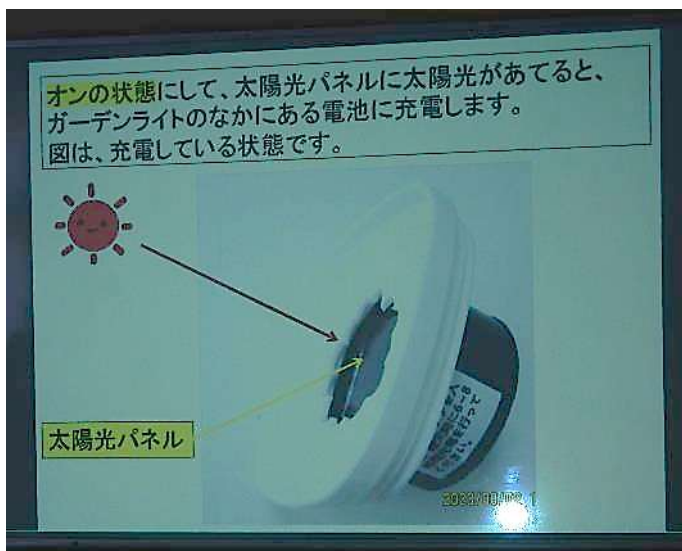 オンの状態にして、太陽光パネルに太陽光があてると、
ガーデンライトのなかにある電池に充電します。
図は、充電している状態です。
太陽光パネル